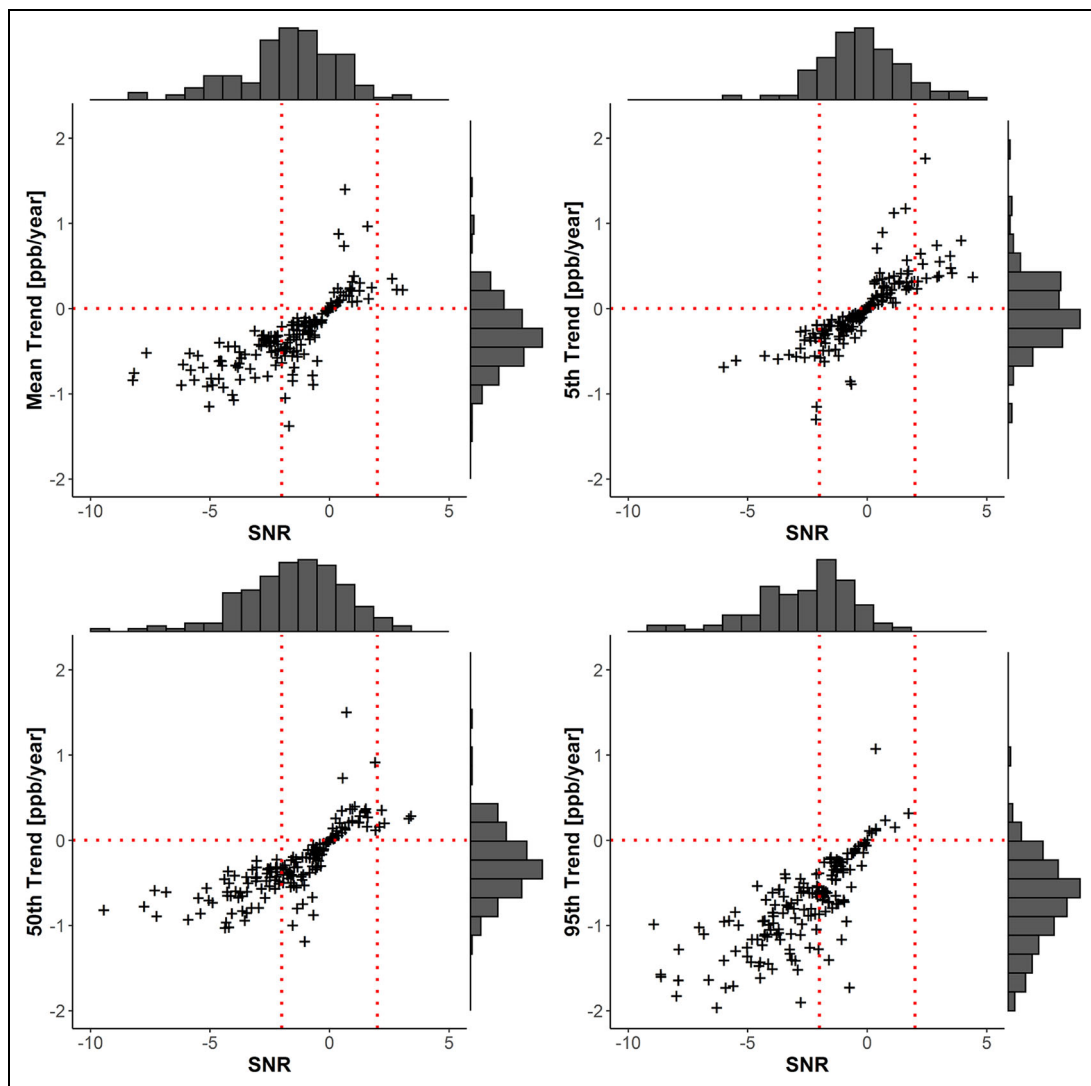 2
1
0
-1
-2
Mean Trend [ppb/year]
-10 -5 0 5
SNR
2
1
0
-1
-2
5th Trend [ppb/year]
-10 -5 0 5
SNR
2
1
0
-1
-2
50th Trend [ppb/year]
-10 -5 0 5
SNR
2
1
0
-1
-2
95th Trend [ppb/year]
-10 -5 0 5
SNR